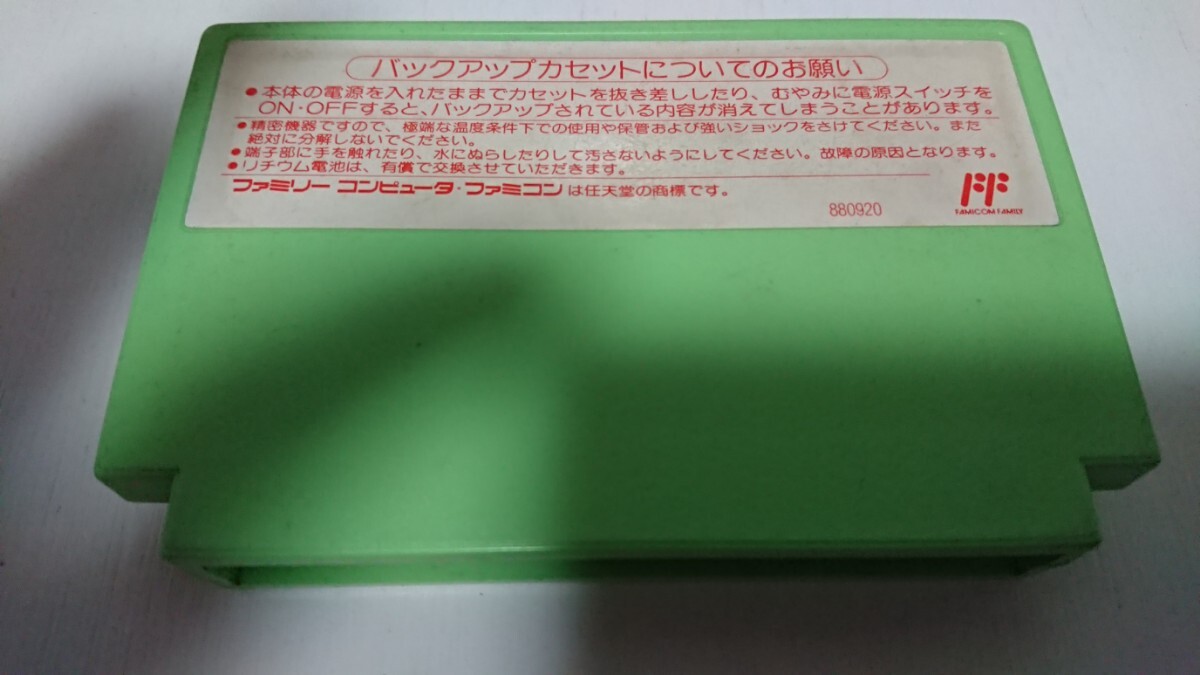 バックアップカセットについてのお願い
●本体の電源を入れたままでカセットを抜き差ししたり、むやみに電源スイッチを
ON・OFFすると、バックアップされている内容が消えてしまうことがあります。
●精密機器ですので、極端な温度条件下での使用や保管および強いショックをさけてください。また
絶対に分解しないでください。
●端子部に手を触れたり、水にぬらしたりして汚さないようにしてください。故障の原因となります。
●リチウム電池は、有償で交換させていただきます。
ファミリー コンピュータ・ファミコンは任天堂の商標です。
880920
FAMICOM FAMILY